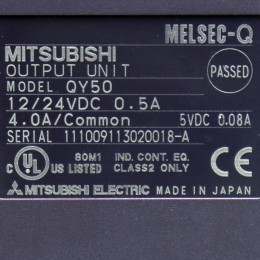 MELSEC-Q
MITSUBISHI
OUTPUT UNIT
PASSED
MODEL QY50
12/24VDC 0.5A
4.0A/Common 5VDC 0.08A
SERIAL 111009113020018-A
80M1 IND. CONT. EQ.
C UL US LISTED CLASS2 ONLY CE
MITSUBISHI ELECTRIC MADE IN JAPAN